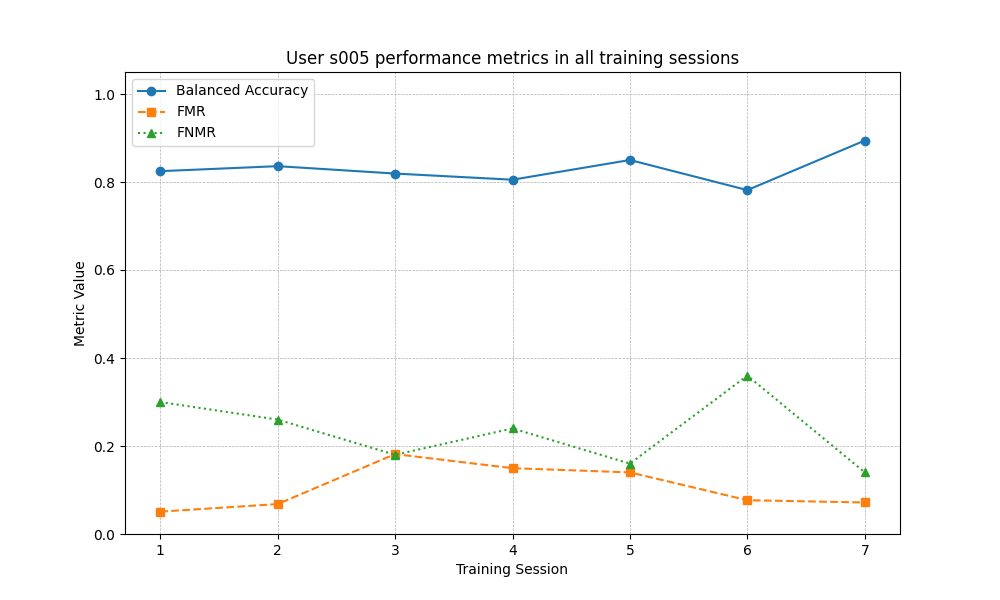 User s005 performance metrics in all training sessions
Balanced Accuracy
FMR
FNMR
1.0
0.8
0.6
0.4
0.2
0.0
Metric Value
1 2 3 4 5 6 7
Training Session